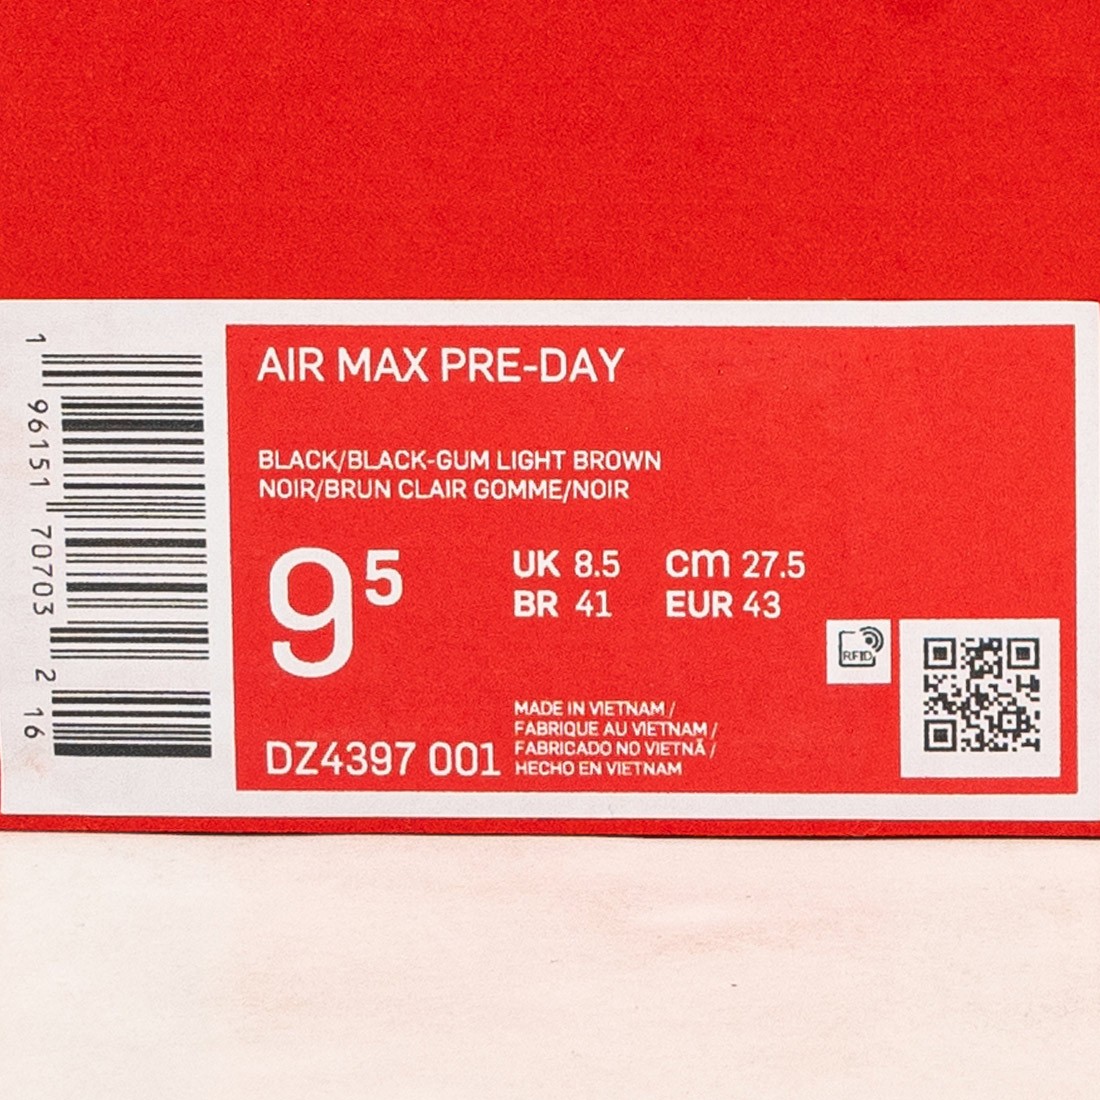 AIR MAX PRE-DAY
BLACK/BLACK-GUM LIGHT BROWN
NOIR/BRUN CLAIR GOMME/NOIR
9 5
UK 8.5 cm 27.5
BR 41 EUR 43
RFID
MADE IN VIETNAM /
FABRIQUE AU VIETNAM /
FABRICADO NO VIETNÃ /
HECHO EN VIETNAM
DZ4397 001
1 96151 70703 2 16